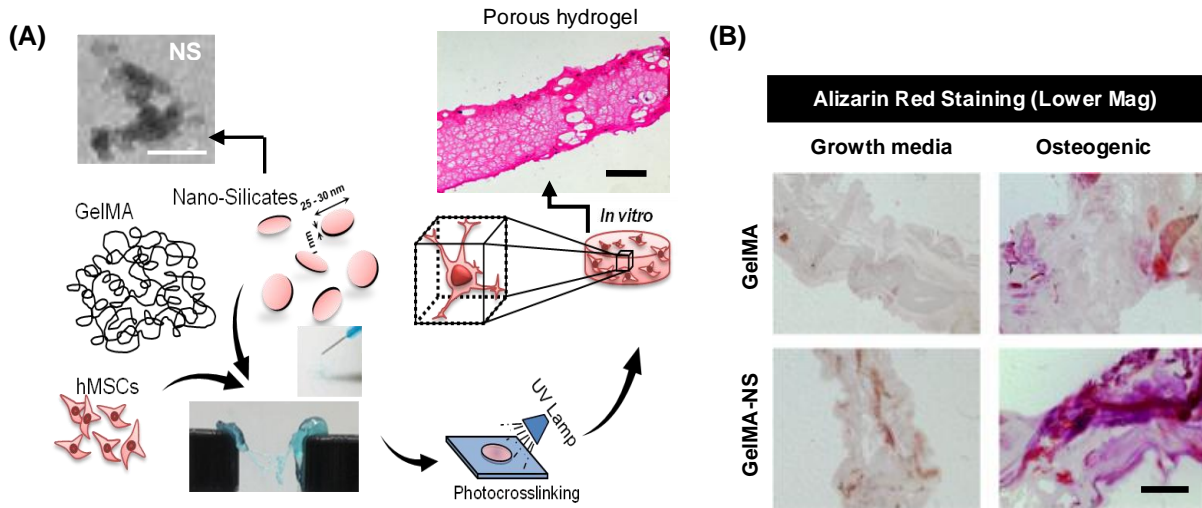 (A)
NS
Porous hydrogel
Nano-Silicates
25 - 30 nm
nm
GelMA
In vitro
hMSCs
UV Lamp
Photocrosslinking
(B)
Alizarin Red Staining (Lower Mag)
Growth media
Osteogenic
GelMA
GelMA-NS